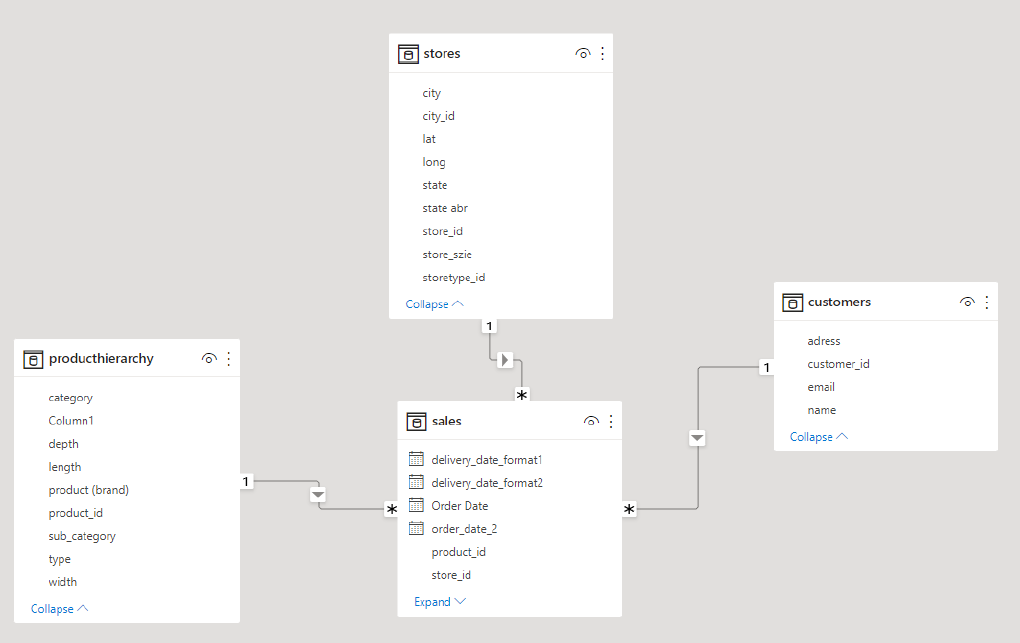 stores
city
city_id
lat
long
state
state abr
store_id
store_szie
storetype_id
Collapse
1
*
producthierarchy
category
Column1
depth
length
product (brand)
product_id
sub_category
type
width
Collapse
1
*
sales
delivery_date_format1
delivery_date_format2
Order Date
order_date_2
product_id
store_id
Expand
*
1
customers
adress
customer_id
email
name
Collapse